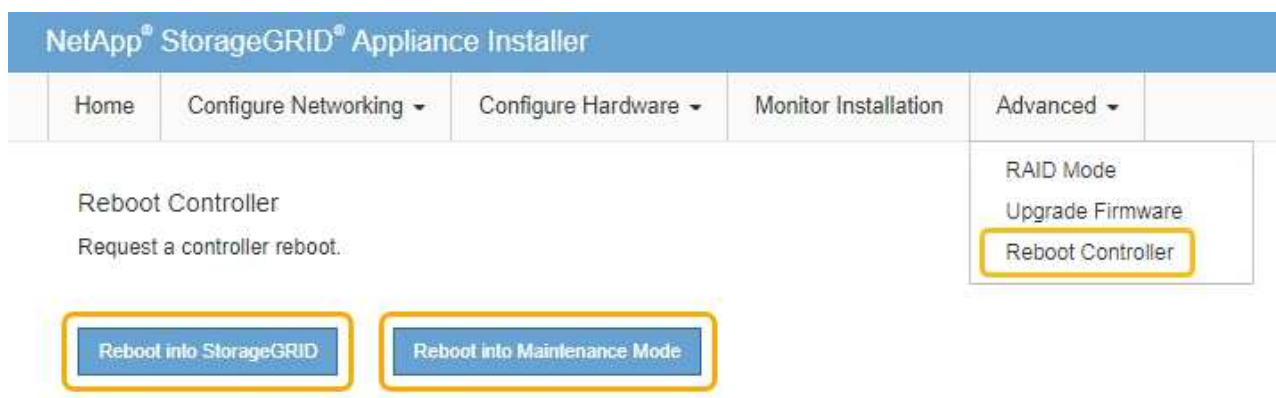 NetApp® StorageGRID® Appliance Installer
Home Configure Networking Configure Hardware Monitor Installation Advanced
RAID Mode
Upgrade Firmware
Reboot Controller
Reboot Controller
Request a controller reboot.
Reboot into StorageGRID Reboot into Maintenance Mode